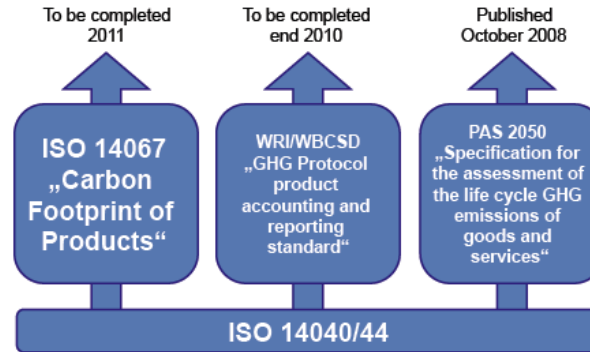 To be completed
2011
To be completed
end 2010
Published
October 2008
ISO 14067
„Carbon
Footprint of
Products“
WRI/WBCSD
„GHG Protocol
product
accounting and
reporting
standard“
PAS 2050
„Specification for
the assessment of
the life cycle GHG
emissions of
goods and
services“
ISO 14040/44